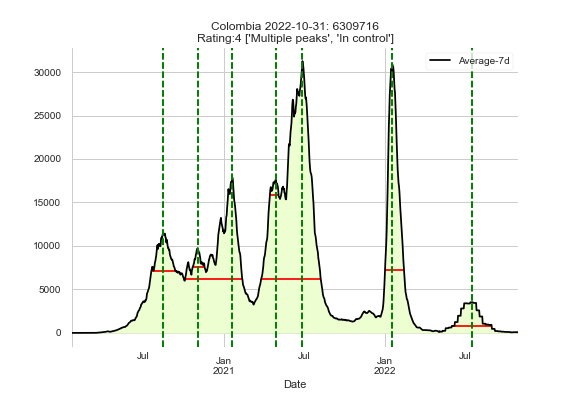 Colombia 2022-10-31: 6309716
Rating:4 ['Multiple peaks', 'In control']
Average-7d
30000
25000
20000
15000
10000
5000
0
Jul
Jan
2021
Jul
Jan
2022
Jul
Date